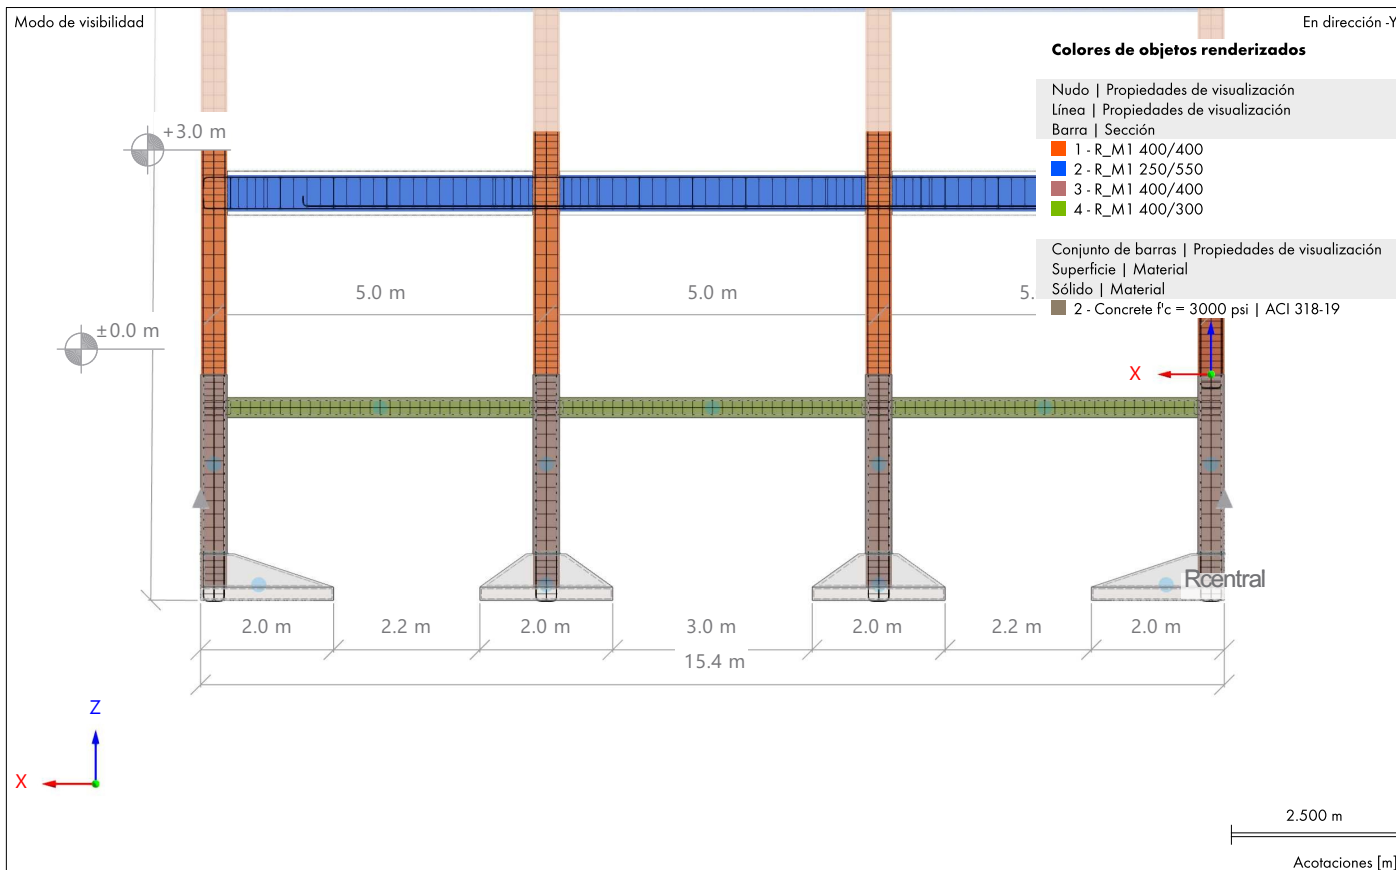 Modo de visibilidad
En dirección -Y
Colores de objetos renderizados
Nudo | Propiedades de visualización
Línea | Propiedades de visualización
Barra | Sección
1 - R_M1 400/400
2 - R_M1 250/550
3 - R_M1 400/400
4 - R_M1 400/300
Conjunto de barras | Propiedades de visualización
Superficie | Material
Sólido | Material
2 - Concrete f'c = 3000 psi | ACI 318-19
+3.0 m
5.0 m
5.0 m
5.
±0.0 m
X
Rcentral
2.0 m
2.2 m
2.0 m
3.0 m
2.0 m
2.2 m
2.0 m
15.4 m
Z
X
2.500 m
Acotaciones [m]